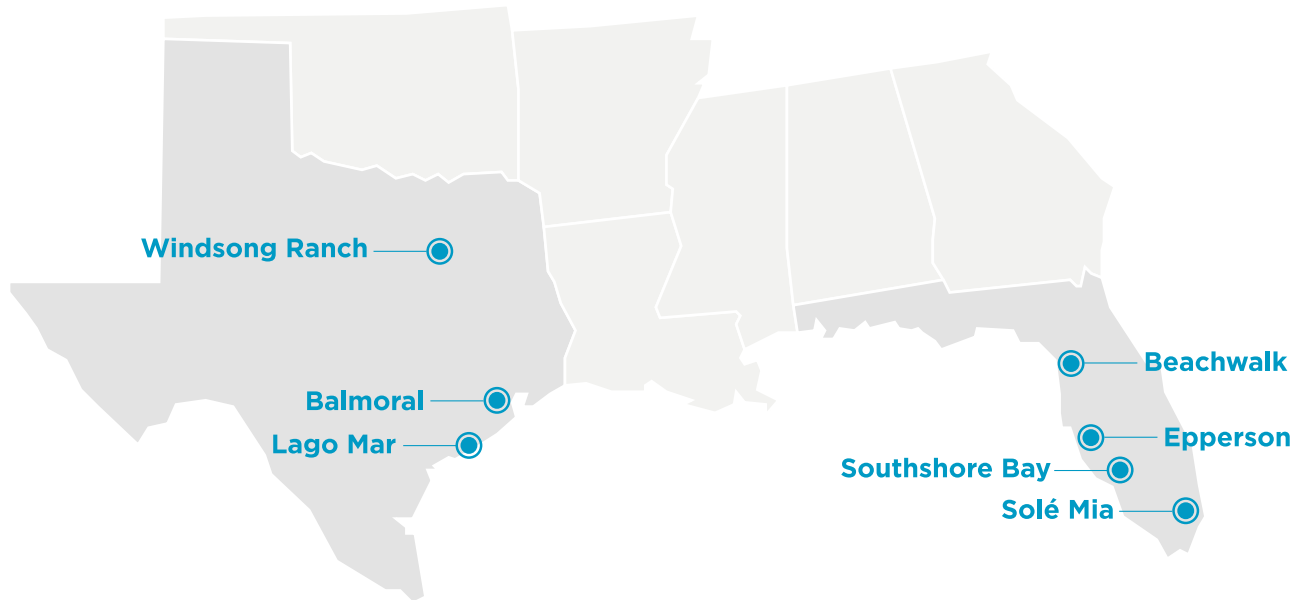 Windsong Ranch
Balmoral
Lago Mar
Beachwalk
Epperson
Southshore Bay
Solé Mia